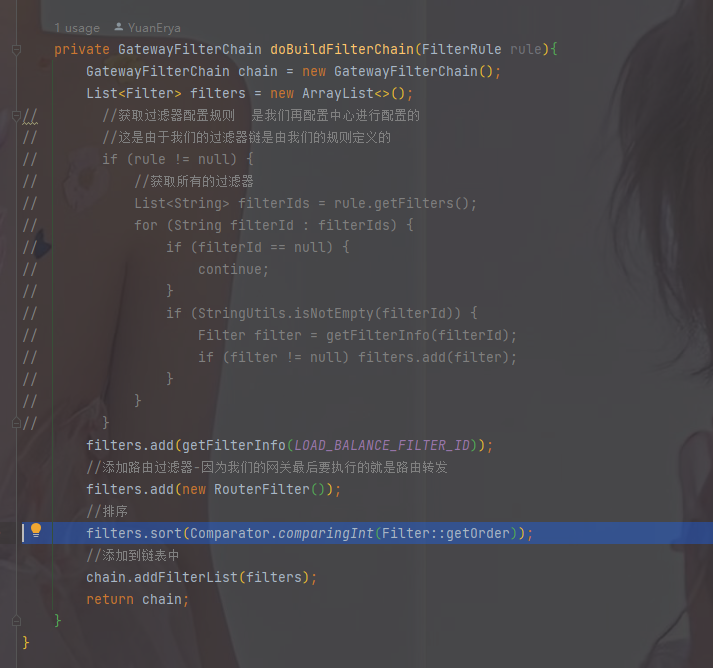 1 usage YuanErya
private GatewayFilterChain doBuildFilterChain(FilterRule rule){
GatewayFilterChain chain = new GatewayFilterChain();
List<Filter> filters = new ArrayList<>();
// //获取过滤器配置规则 是我们再配置中心进行配置的
// //这是由于我们的过滤器链是由我们的规则定义的
// if (rule != null) {
// //获取所有的过滤器
// List<String> filterIds = rule.getFilters();
// for (String filterId : filterIds) {
// if (filterId == null) {
// continue;
// }
// if (StringUtils.isNotEmpty(filterId)) {
// Filter filter = getFilterInfo(filterId);
// if (filter != null) filters.add(filter);
// }
// }
// }
filters.add(getFilterInfo(LOAD_BALANCE_FILTER_ID));
//添加路由过滤器-因为我们的网关最后要执行的就是路由转发
filters.add(new RouterFilter());
//排序
filters.sort(Comparator.comparingInt(Filter::getOrder));
//添加到链表中
chain.addFilterList(filters);
return chain;
}
}